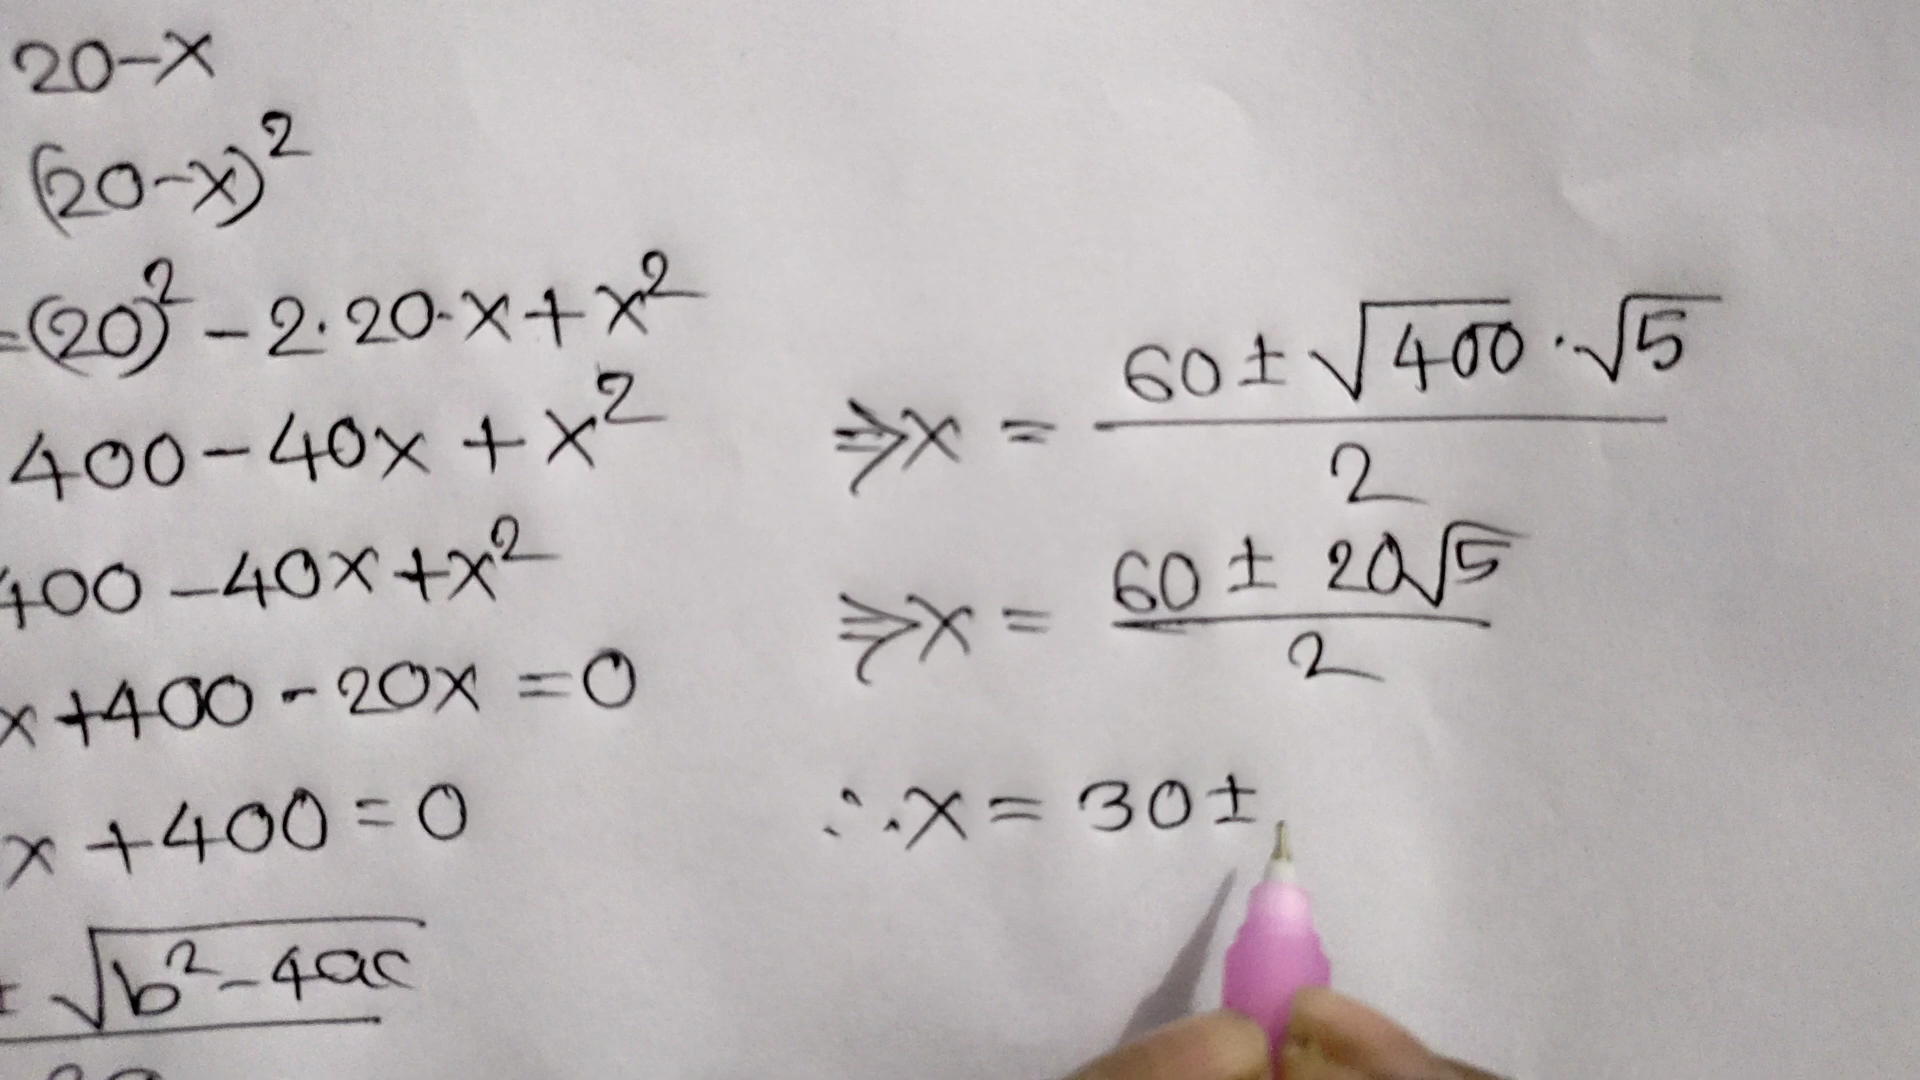 20-x
(20-x)²
=(20)²-2·20·x+x²
400-40x+x²
400-40x+x²
x+400-20x=0
x+400=0
± √b²-4ac
⇒x = 60±√400·√5
2
⇒x = 60±20√5
2
∴x=30±